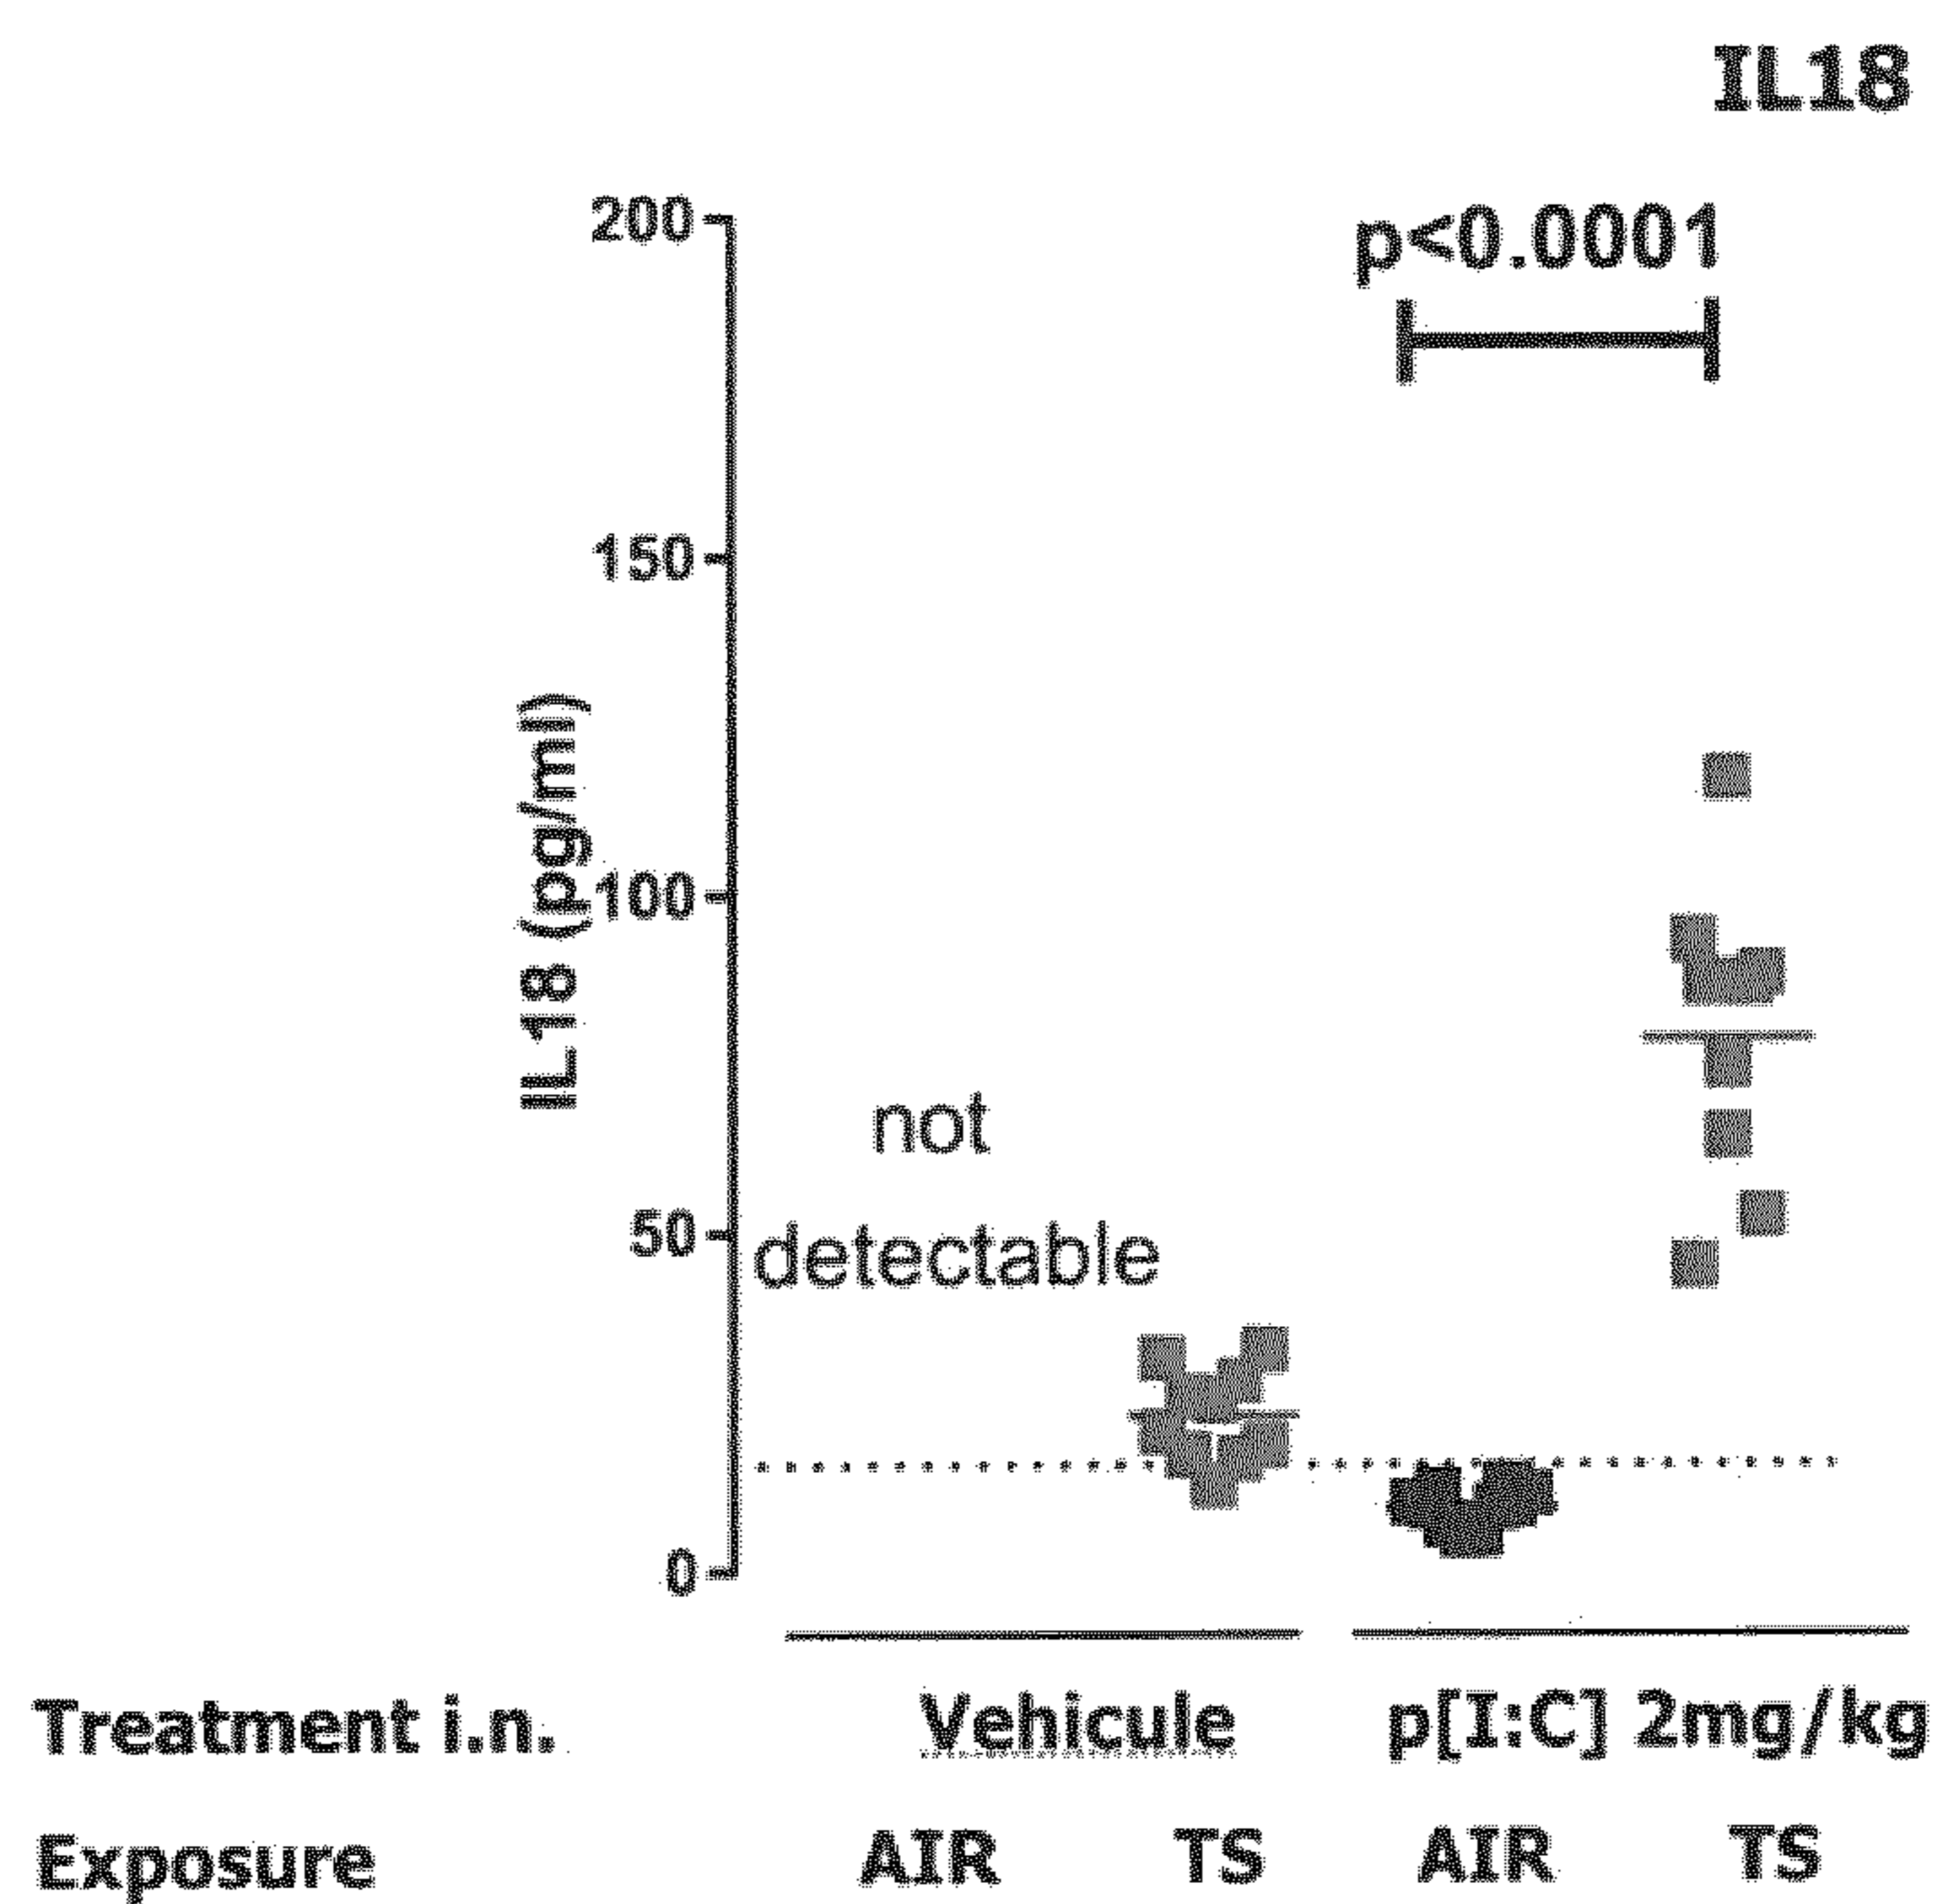 IL18
p<0.0001
200
150
100
50
0
IL18 (pg/ml)
not
detectable
Treatment i.n. Vehicule p[I:C] 2mg/kg
Exposure AIR TS AIR TS